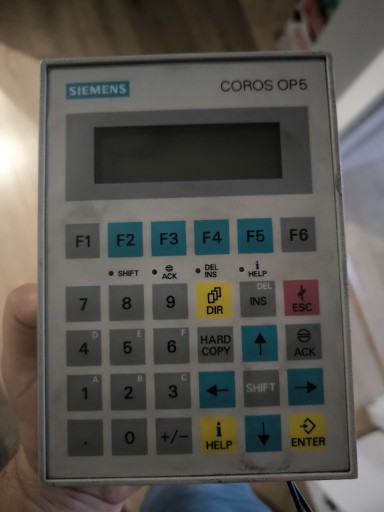 SIEMENS COROS OP5
F1 F2 F3 F4 F5 F6
SHIFT ACK DEL INS HELP
7 8 9 DIR DEL INS ESC
D 4 E 5 F 6 HARD COPY ACK
A 1 B 2 C 3 SHIFT
. 0 +/− i HELP ENTER